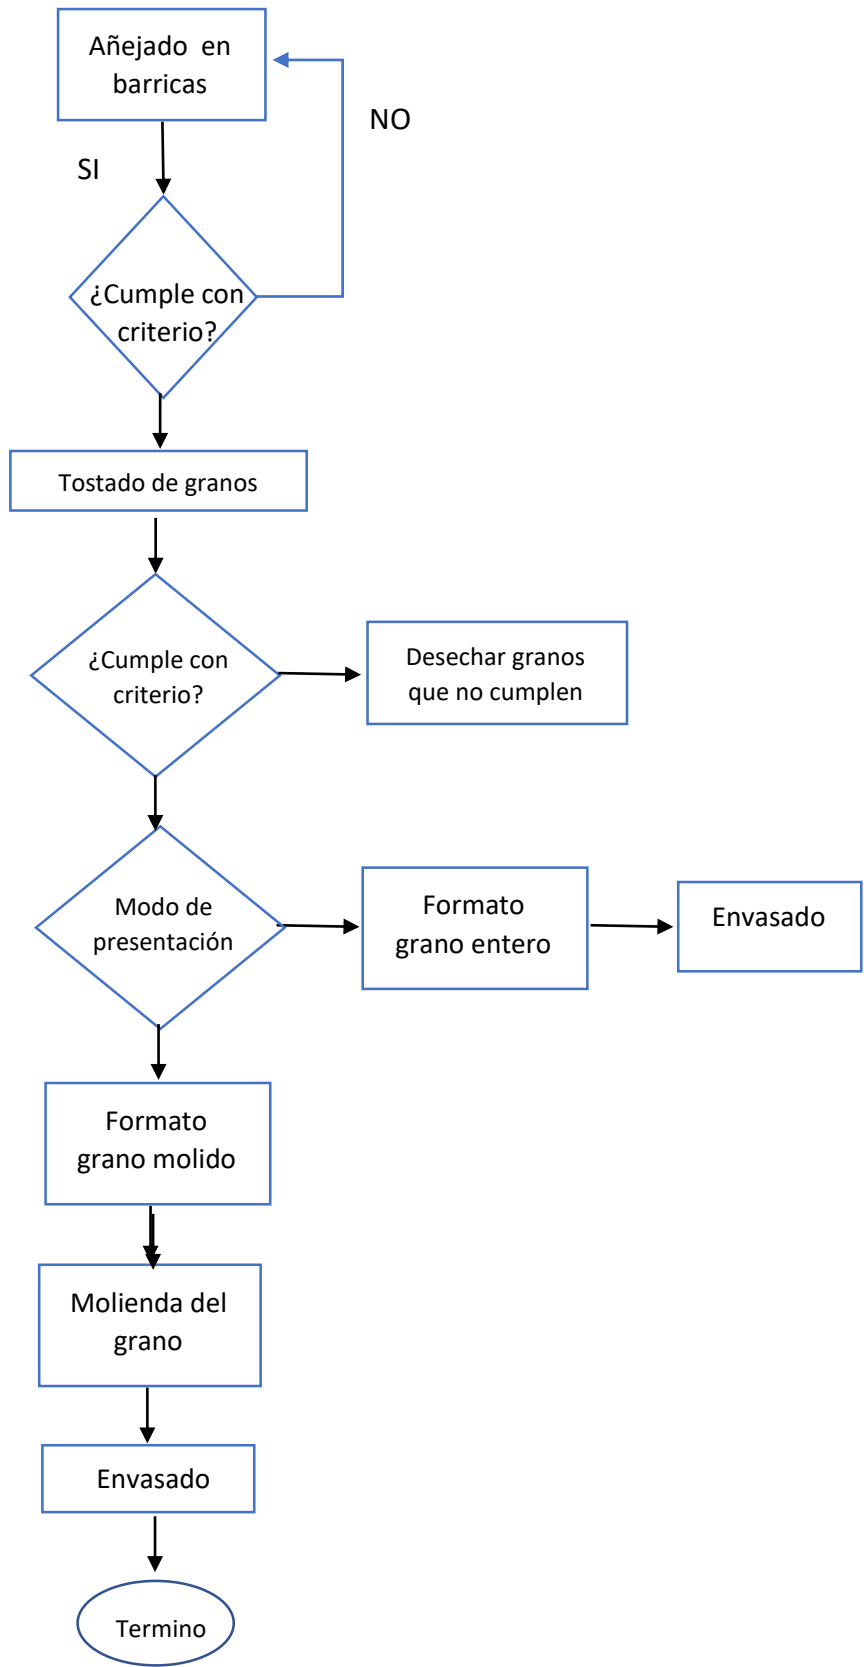 Añejado en
barricas
NO
SI
¿Cumple con
criterio?
Tostado de granos
¿Cumple con
criterio?
Desechar granos
que no cumplen
Modo de
presentación
Formato
grano entero
Envasado
Formato
grano molido
Molienda del
grano
Envasado
Termino